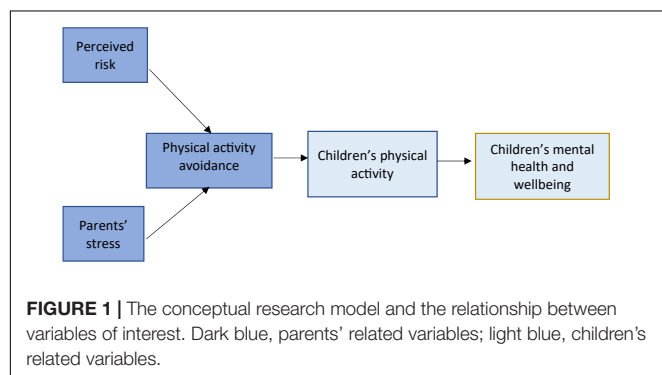 Perceived
risk
Physical activity
avoidance
Children's physical
activity
Children's mental
health and
wellbeing
Parents'
stress
FIGURE 1 | The conceptual research model and the relationship between
variables of interest. Dark blue, parents' related variables; light blue, children's
related variables.